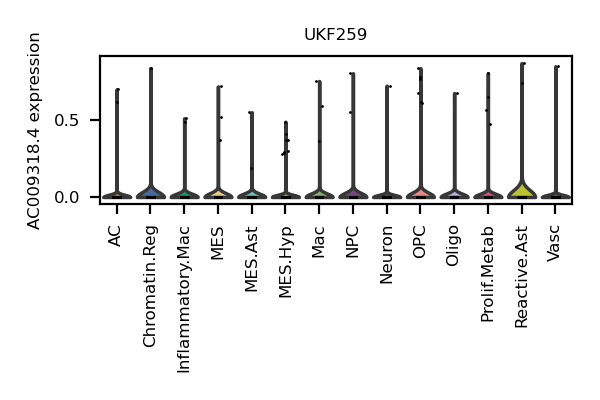 UKF259
AC009318.4 expression
0.5
0.0
AC
Chromatin.Reg
Inflammatory.Mac
MES
MES.Ast
MES.Hyp
Mac
NPC
Neuron
OPC
Oligo
Prolif.Metab
Reactive.Ast
Vasc